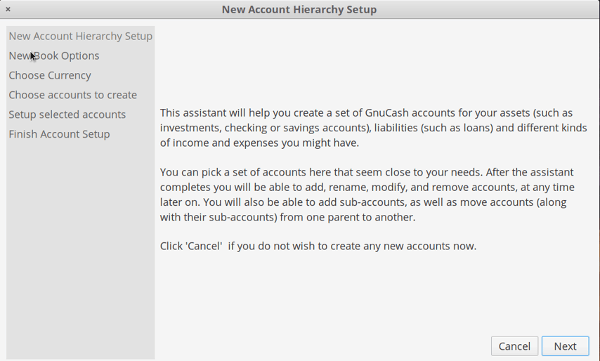 ×
New Account Hierarchy Setup
New Account Hierarchy Setup
New Book Options
Choose Currency
Choose accounts to create
Setup selected accounts
Finish Account Setup
This assistant will help you create a set of GnuCash accounts for your assets (such as
investments, checking or savings accounts), liabilities (such as loans) and different kinds
of income and expenses you might have.
You can pick a set of accounts here that seem close to your needs. After the assistant
completes you will be able to add, rename, modify, and remove accounts, at any time
later on. You will also be able to add sub-accounts, as well as move accounts (along
with their sub-accounts) from one parent to another.
Click 'Cancel' if you do not wish to create any new accounts now.
Cancel
Next